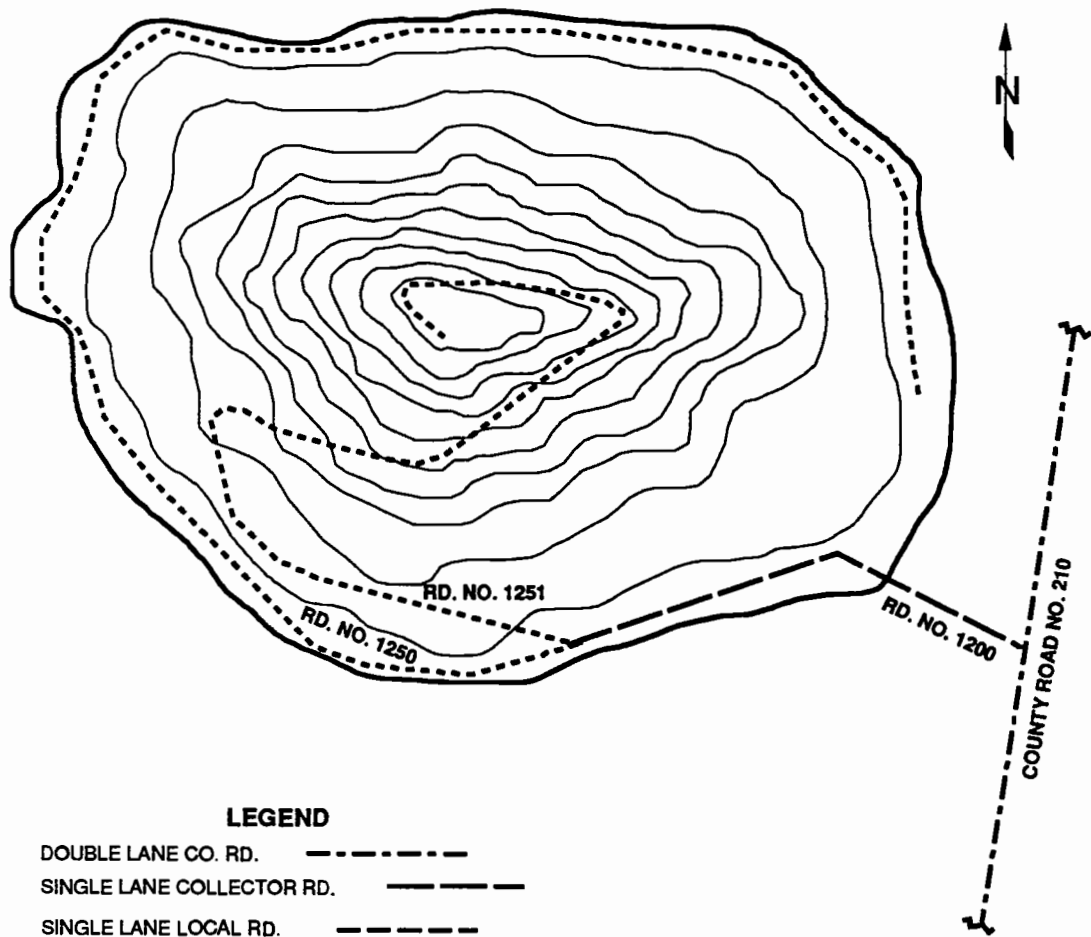 N
RD. NO. 1251
RD. NO. 1250
RD. NO. 1200
COUNTY ROAD NO. 210
LEGEND
DOUBLE LANE CO. RD.
SINGLE LANE COLLECTOR RD.
SINGLE LANE LOCAL RD.